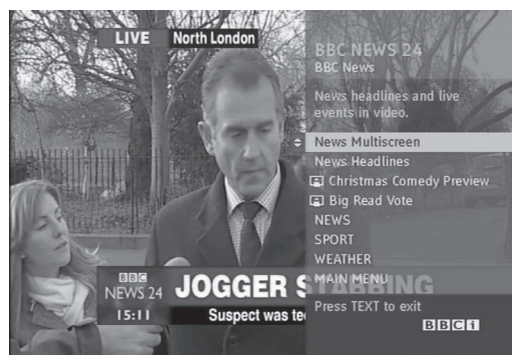 LIVE North London
BBC NEWS 24
BBC News
News headlines and live
events in video.
News Multiscreen
News Headlines
Christmas Comedy Preview
Big Read Vote
NEWS
SPORT
WEATHER
MAIN MENU
Press TEXT to exit
BBCi
BBC
NEWS 24
15:11
JOGGER STABBING
Suspect was te